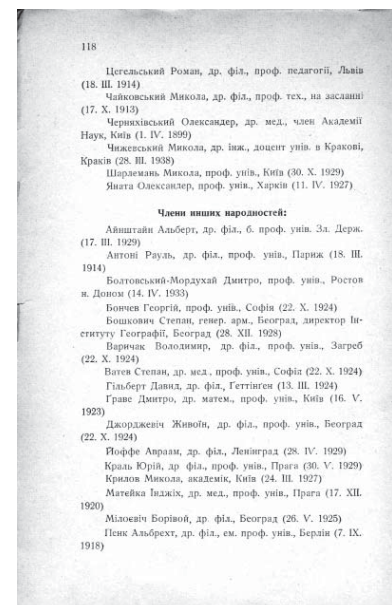 118
Цегельський Роман, др. філ., проф. педагогії, Львів
(18. III. 1914)
Чайковський Микола, др. філ., проф. тех., на засланні
(17. X. 1913)
Черняхівський Олександер, др. мед., член Академії
Наук, Київ (1. IV. 1899)
Чижевський Микола, др. інж., доцент унів. в Кракові,
Краків (28. III. 1938)
Шарлемань Микола, проф. унів., Київ (30. X. 1929)
Яната Олександер, проф. унів., Харків (11. IV. 1927)
Члени инших народностей:
Айнштайн Альберт, др. філ., б. проф. унів. Зл. Держ.
(17. III. 1929)
Антоні Рауль, др. філ., проф. унів., Париж (18. III.
1914)
Болтовський-Мордухай Дмитро, проф. унів., Ростов
н. Доном (14. IV. 1933)
Бончев Георгій, проф. унів., Софія (22. X. 1924)
Бошкович Степан, генер. арм., Београд, директор Ін-
ституту Географії, Београд (28. XII. 1928)
Варичак Володимир, др. філ., проф. унів., Загреб
(22. X. 1924)
Ватев Степан, др. мед., проф. унів., Софія (22. X. 1924)
Гільберт Давид, др. філ., Ґеттінґен (13. III. 1924)
Ґраве Дмитро, др. матем., проф. унів., Київ (16. V.
1923)
Джорджевіч Живоїн, др. філ., проф. унів., Београд
(22. X. 1924)
Йоффе Авраам, др. філ., Ленінград (28. IV. 1929)
Краль Юрій, др філ., проф. унів., Прага (30. V. 1929)
Крилов Микола, академік, Київ (24. III. 1927)
Матейка Інджіх, др. мед., проф. унів., Прага (17. XII.
1920)
Мілоєвіч Борівой, др. філ., Београд (26. V. 1925)
Пенк Альбрехт, др. філ., ем. проф. унів., Берлін (7. IX.
1918)